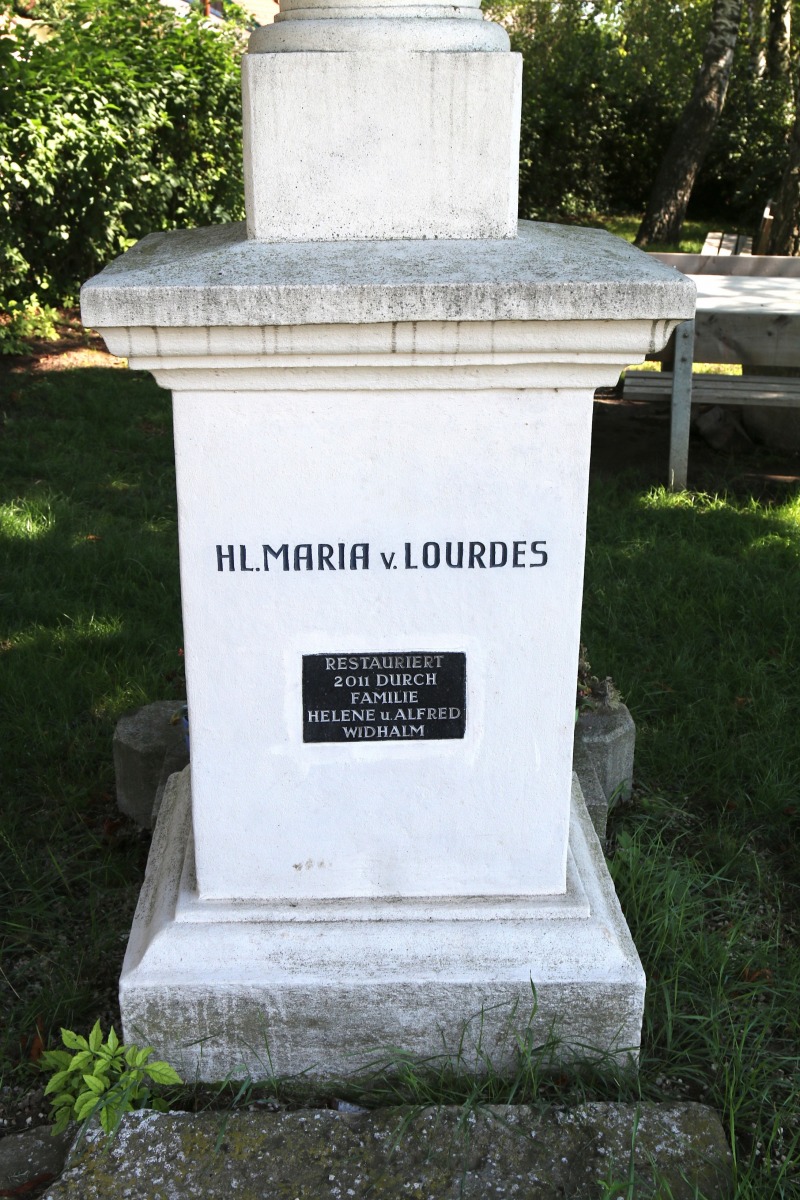 HL. MARIA v. LOURDES
RESTAURIERT
2011 DURCH
FAMILIE
HELENE u. ALFRED
WIDHALM